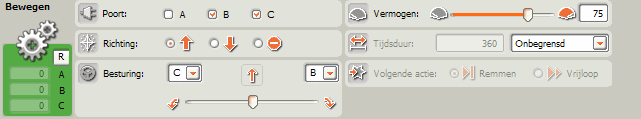 Bewegen
R
0 A
0 B
0 C
Poort: A B C
Richting:
Besturing: C B
Vermogen: 75
Tijdsduur: 360 Onbegrensd
Volgende actie: Remmen Vrijloop